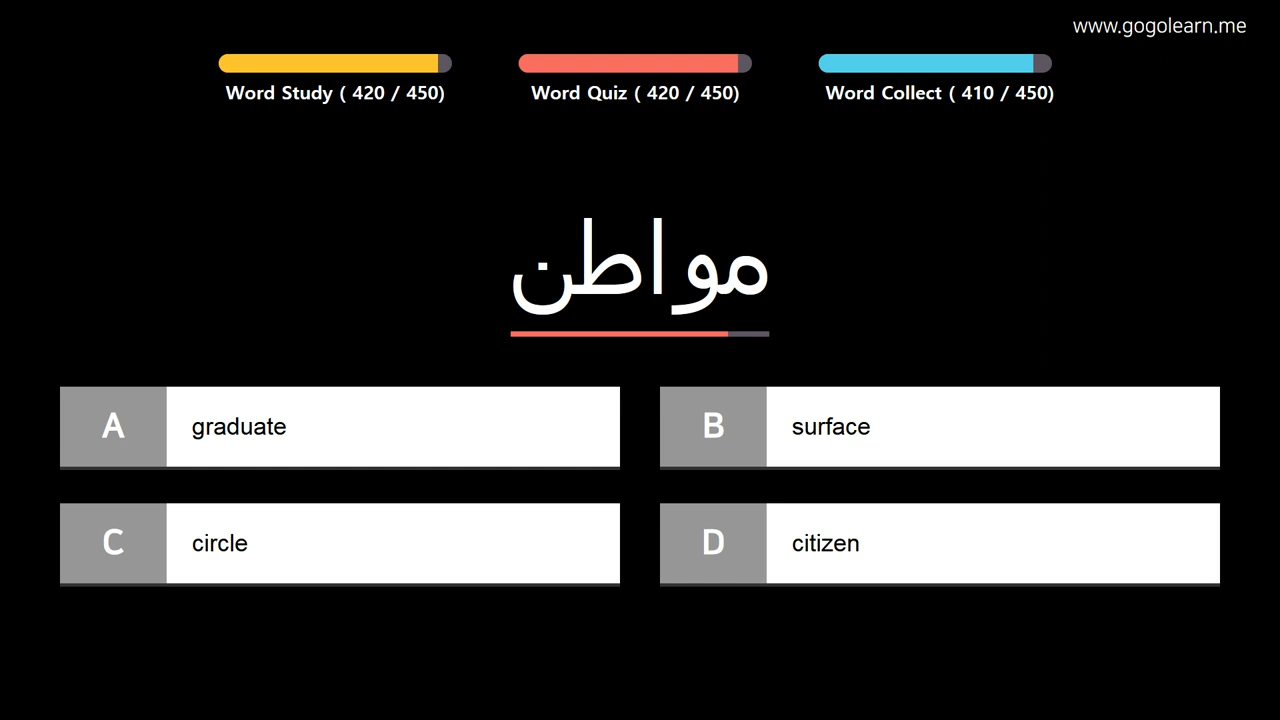 www.gogolearn.me
Word Study ( 420 / 450)
Word Quiz ( 420 / 450)
Word Collect ( 410 / 450)
مواطن
A graduate
B surface
C circle
D citizen